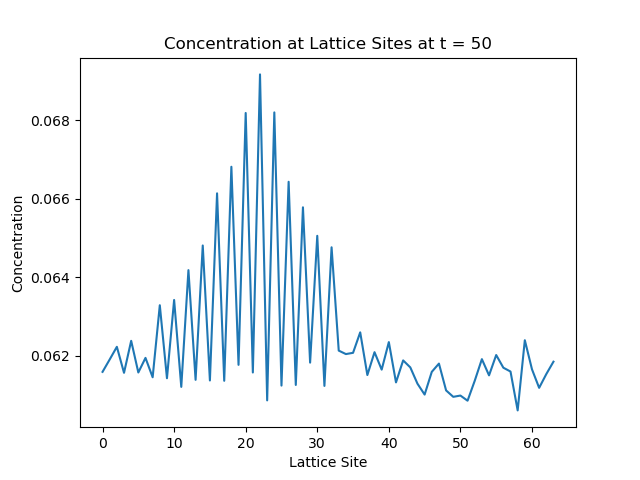 Concentration at Lattice Sites at t = 50
0.068
0.066
0.064
0.062
Concentration
0 10 20 30 40 50 60
Lattice Site